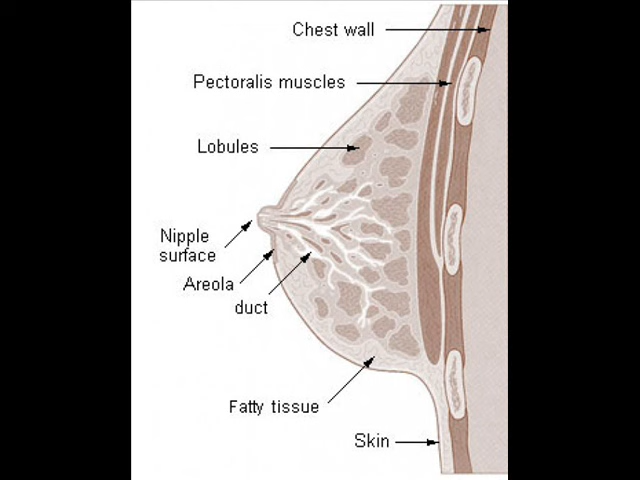 Chest wall
Pectoralis muscles
Lobules
Nipple
surface
Areola
duct
Fatty tissue
Skin